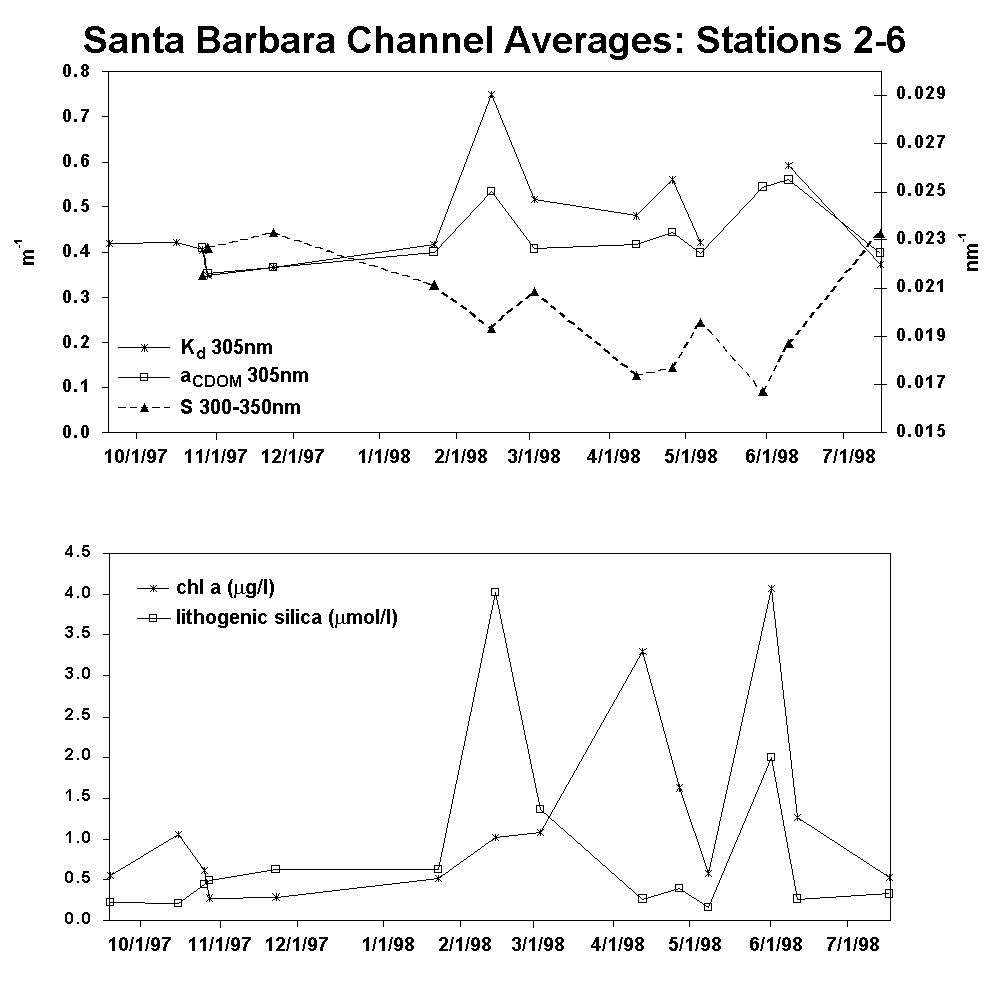 Santa Barbara Channel Averages: Stations 2-6
0.8
0.7
0.6
0.5
0.4
0.3
0.2
0.1
0.0
m⁻¹
0.029
0.027
0.025
0.023
0.021
0.019
0.017
0.015
nm⁻¹
Kd 305nm
aCDOM 305nm
S 300-350nm
10/1/97 11/1/97 12/1/97 1/1/98 2/1/98 3/1/98 4/1/98 5/1/98 6/1/98 7/1/98
4.5
4.0
3.5
3.0
2.5
2.0
1.5
1.0
0.5
0.0
chl a (µg/l)
lithogenic silica (µmol/l)
10/1/97 11/1/97 12/1/97 1/1/98 2/1/98 3/1/98 4/1/98 5/1/98 6/1/98 7/1/98